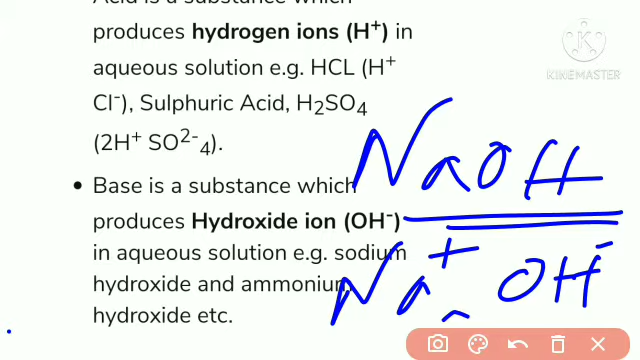 Acid is a substance which
produces hydrogen ions (H⁺) in
aqueous solution e.g. HCL (H⁺
Cl⁻), Sulphuric Acid, H₂SO₄
(2H⁺ SO²⁻₄).
• Base is a substance which
produces Hydroxide ion (OH⁻)
in aqueous solution e.g. sodium
hydroxide and ammonium
hydroxide etc.
NaOH
Na⁺ OH⁻
KINEMASTER